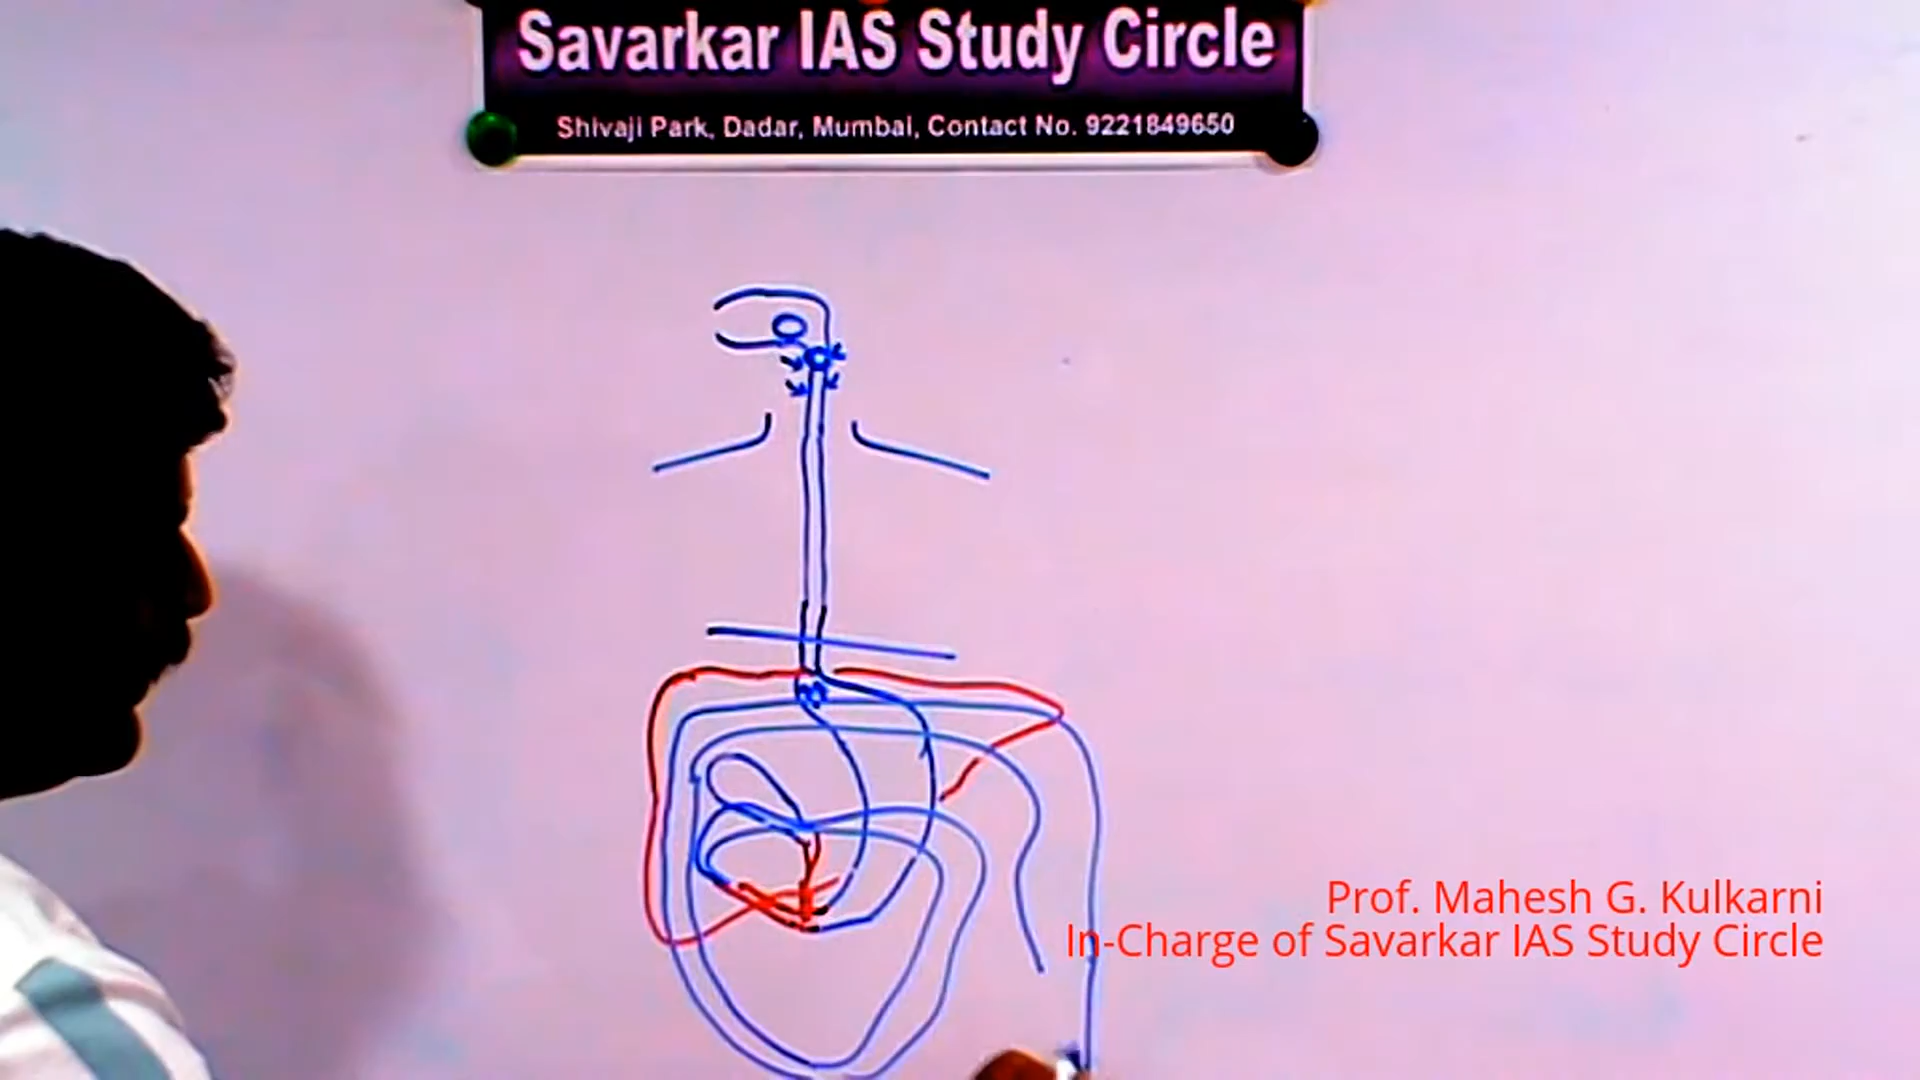 Savarkar IAS Study Circle
Shivaji Park, Dadar, Mumbai, Contact No. 9221849650
Prof. Mahesh G. Kulkarni
In-Charge of Savarkar IAS Study Circle